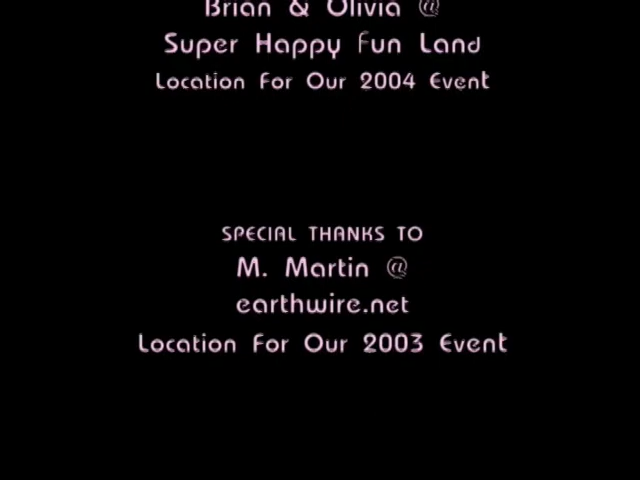 Brian & Olivia @
Super Happy Fun Land
Location For Our 2004 Event
SPECIAL THANKS TO
M. Martin @
earthwire.net
Location For Our 2003 Event